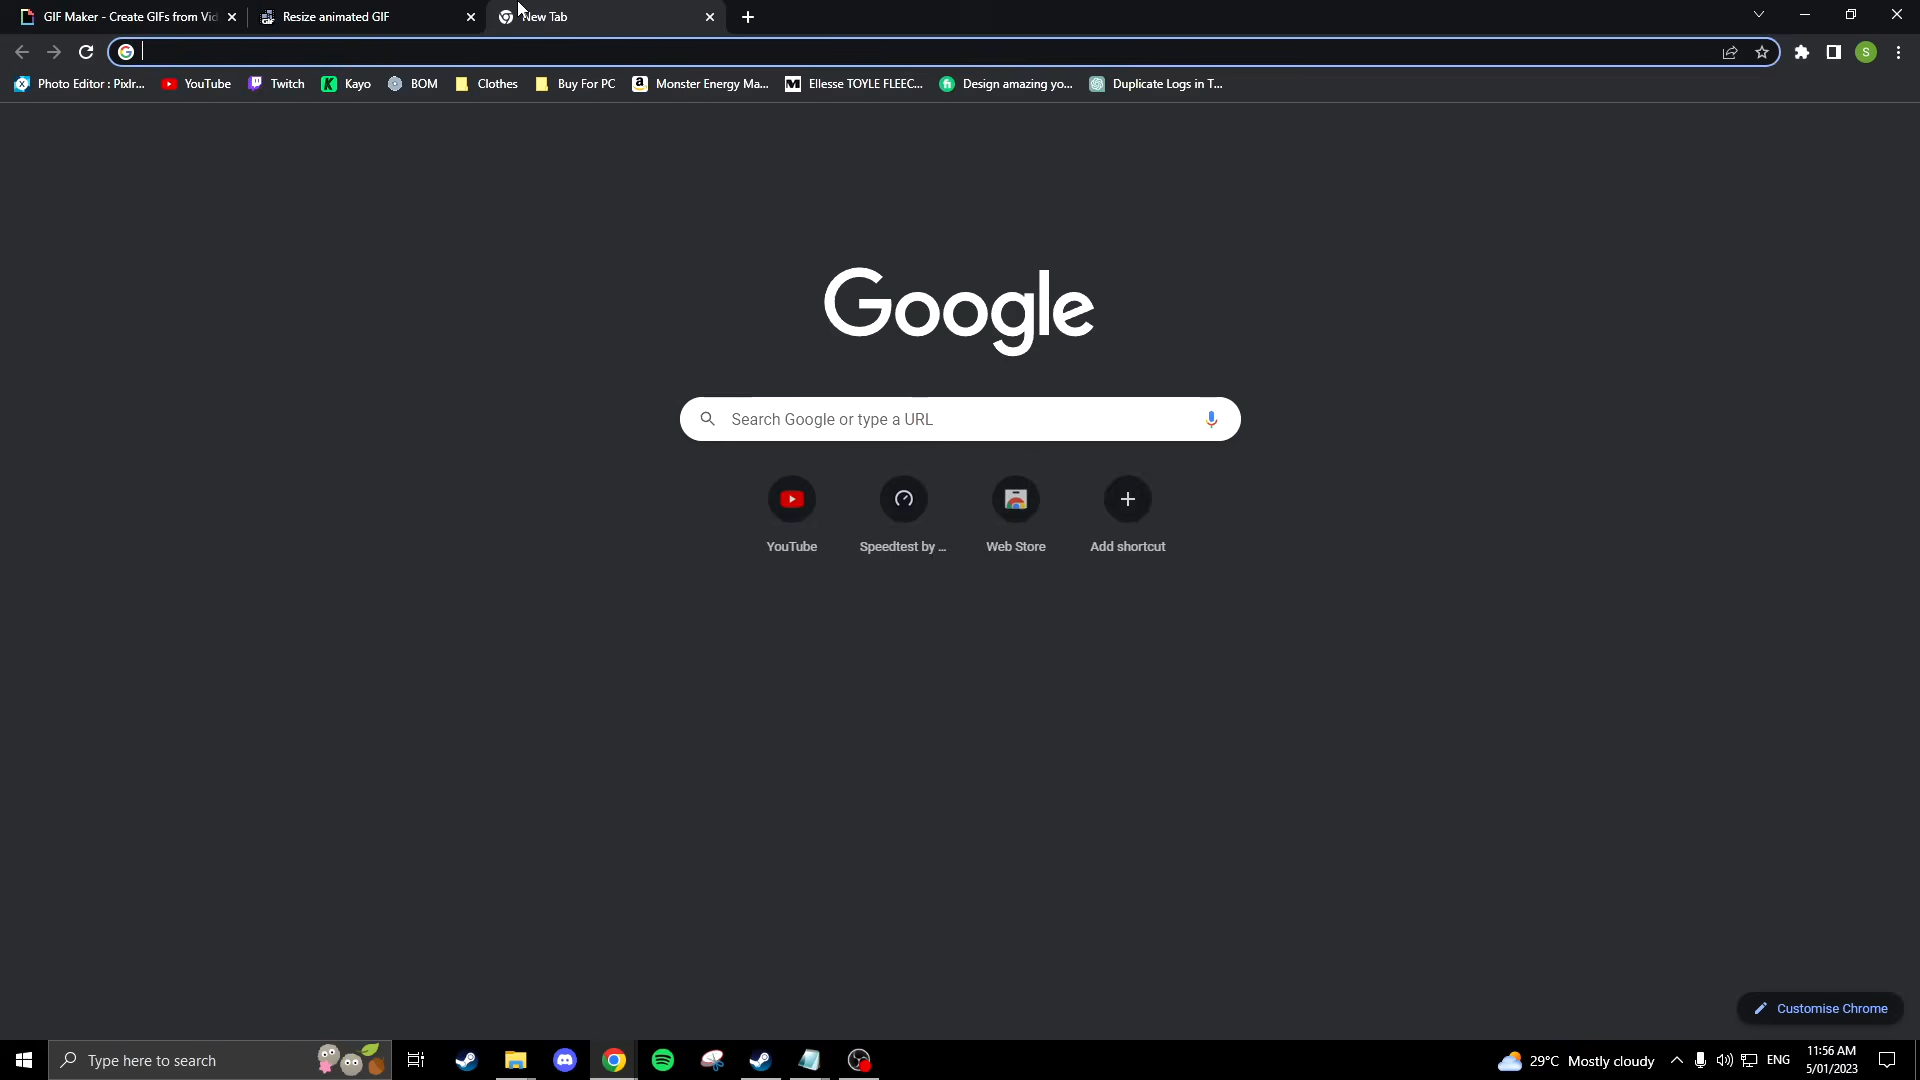 GIF Maker - Create GIFs from Vid
Resize animated GIF
New Tab
Photo Editor : Pixlr...
YouTube
Twitch
Kayo
BOM
Clothes
Buy For PC
Monster Energy Ma...
Ellesse TOYLE FLEEC...
Design amazing yo...
Duplicate Logs in T...
S
Google
Search Google or type a URL
YouTube
Speedtest by ...
Web Store
Add shortcut
Customise Chrome
Type here to search
29°C Mostly cloudy
ENG
11:56 AM
5/01/2023